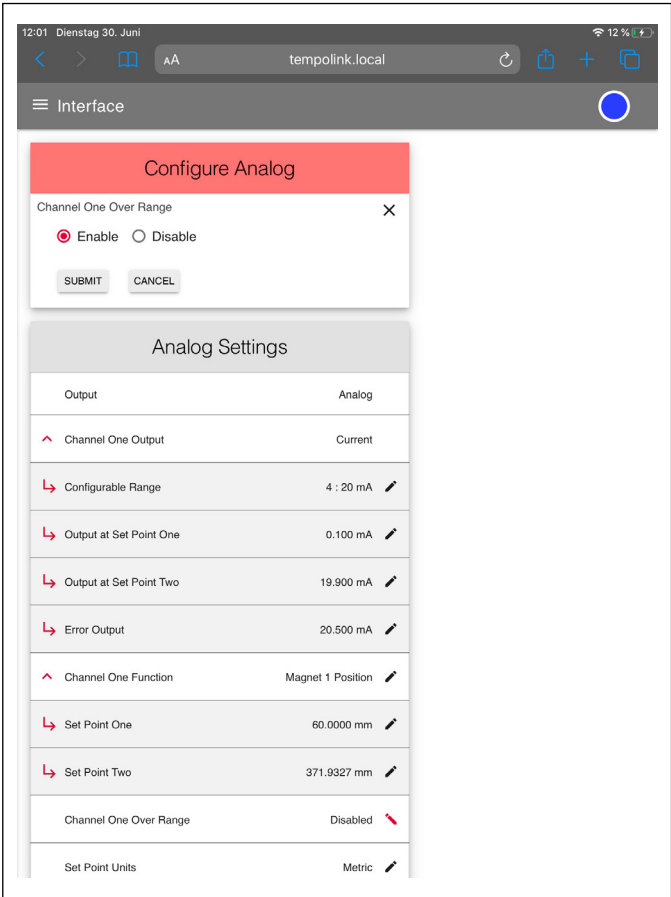 12:01 Dienstag 30. Juni 12 %
AA tempolink.local
Interface
Configure Analog
Channel One Over Range
Enable Disable
SUBMIT CANCEL
Analog Settings
Output Analog
Channel One Output Current
Configurable Range 4 : 20 mA
Output at Set Point One 0.100 mA
Output at Set Point Two 19.900 mA
Error Output 20.500 mA
Channel One Function Magnet 1 Position
Set Point One 60.0000 mm
Set Point Two 371.9327 mm
Channel One Over Range Disabled
Set Point Units Metric